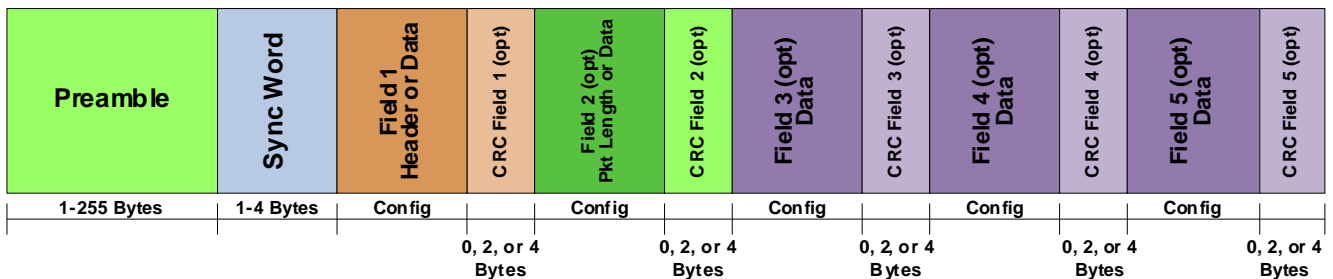 Preamble
Sync Word
Field 1
Header or Data
CRC Field 1 (opt)
Field 2 (opt)
Pkt Length or Data
CRC Field 2 (opt)
Field 3 (opt)
Data
CRC Field 3 (opt)
Field 4 (opt)
Data
CRC Field 4 (opt)
Field 5 (opt)
Data
CRC Field 5 (opt)
1-255 Bytes
1-4 Bytes
Config
Config
Config
Config
Config
0, 2, or 4
Bytes
0, 2, or 4
Bytes
0, 2, or 4
Bytes
0, 2, or 4
Bytes
0, 2, or 4
Bytes